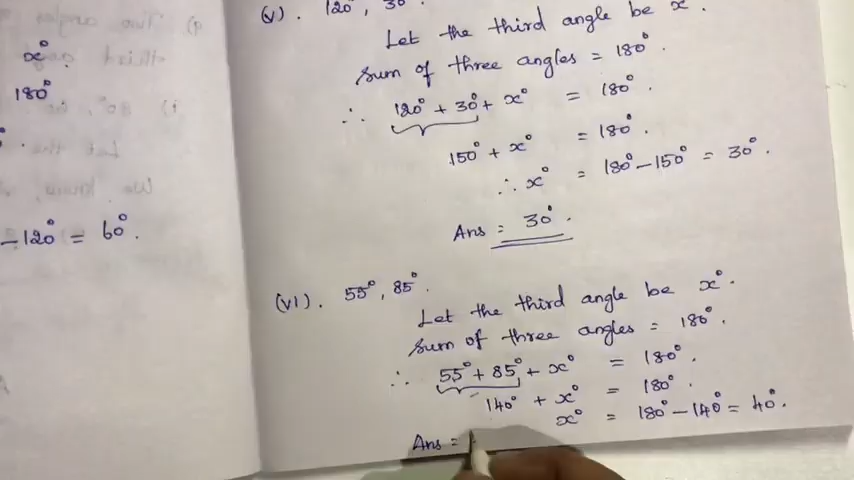 x°.
180°
-120° = 60°.
(V). 120°, 30°
Let the third angle be x°.
sum of three angles = 180°.
∴ 120° + 30° + x° = 180°.
150° + x° = 180°.
∴ x° = 180° - 150° = 30°.
Ans = 30°.
(VI). 55°, 85°.
Let the third angle be x°.
sum of three angles = 180°.
∴ 55° + 85° + x° = 180°.
140° + x° = 180°.
x° = 180° - 140° = 40°.
Ans =